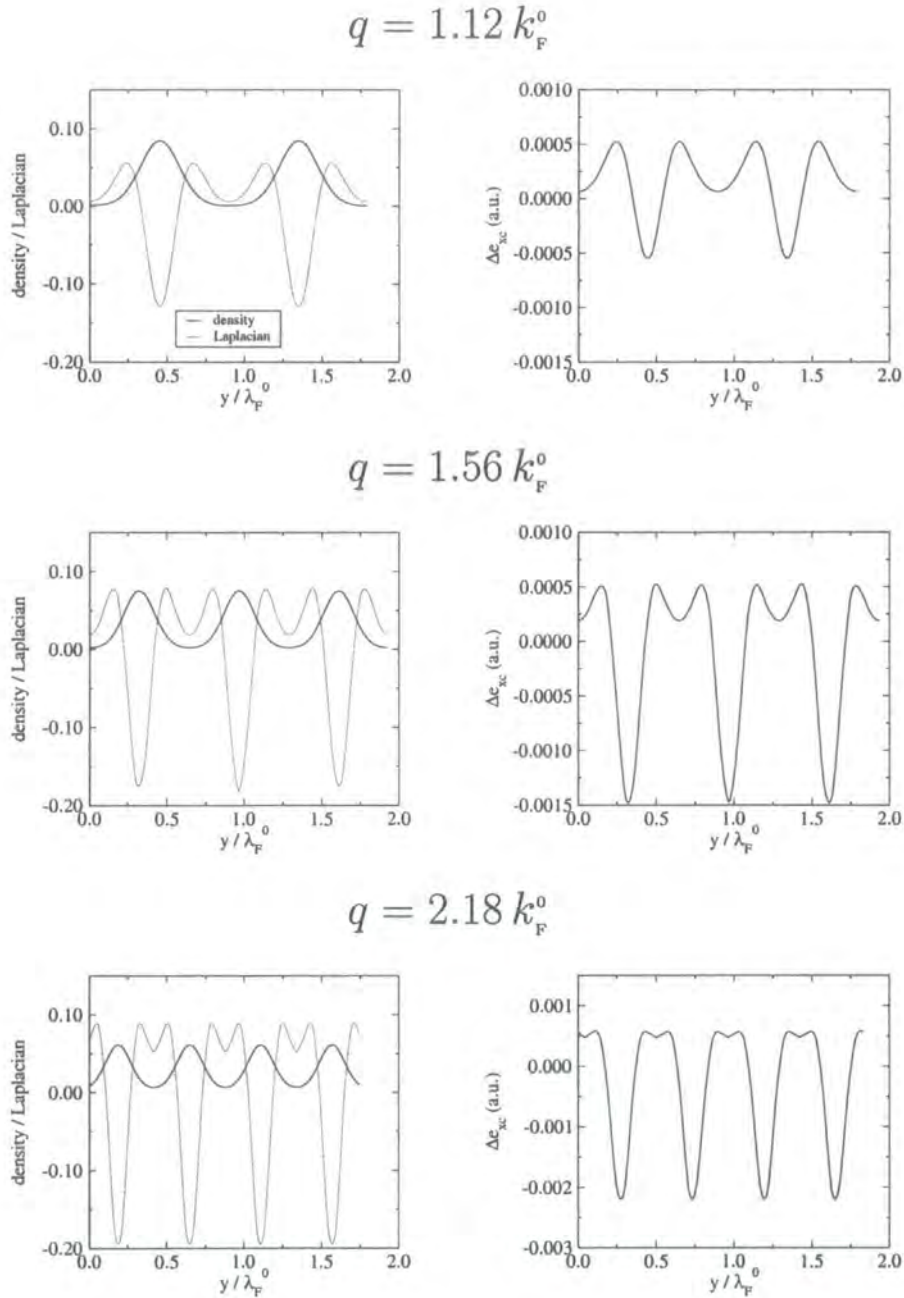 q = 1.12 k_F^0
density / Laplacian
0.10
0.00
-0.10
-0.20
density
Laplacian
0.0 0.5 1.0 1.5 2.0
y / λ_F^0
Δe_xc (a.u.)
0.0010
0.0005
0.0000
-0.0005
-0.0010
-0.0015
0.0 0.5 1.0 1.5 2.0
y / λ_F^0
q = 1.56 k_F^0
density / Laplacian
0.10
0.00
-0.10
-0.20
0.0 0.5 1.0 1.5 2.0
y / λ_F^0
Δe_xc (a.u.)
0.0010
0.0005
0.0000
-0.0005
-0.0010
-0.0015
0.0 0.5 1.0 1.5 2.0
y / λ_F^0
q = 2.18 k_F^0
density / Laplacian
0.10
0.00
-0.10
-0.20
0.0 0.5 1.0 1.5 2.0
y / λ_F^0
Δe_xc (a.u.)
0.001
0.000
-0.001
-0.002
-0.003
0.0 0.5 1.0 1.5 2.0
y / λ_F^0